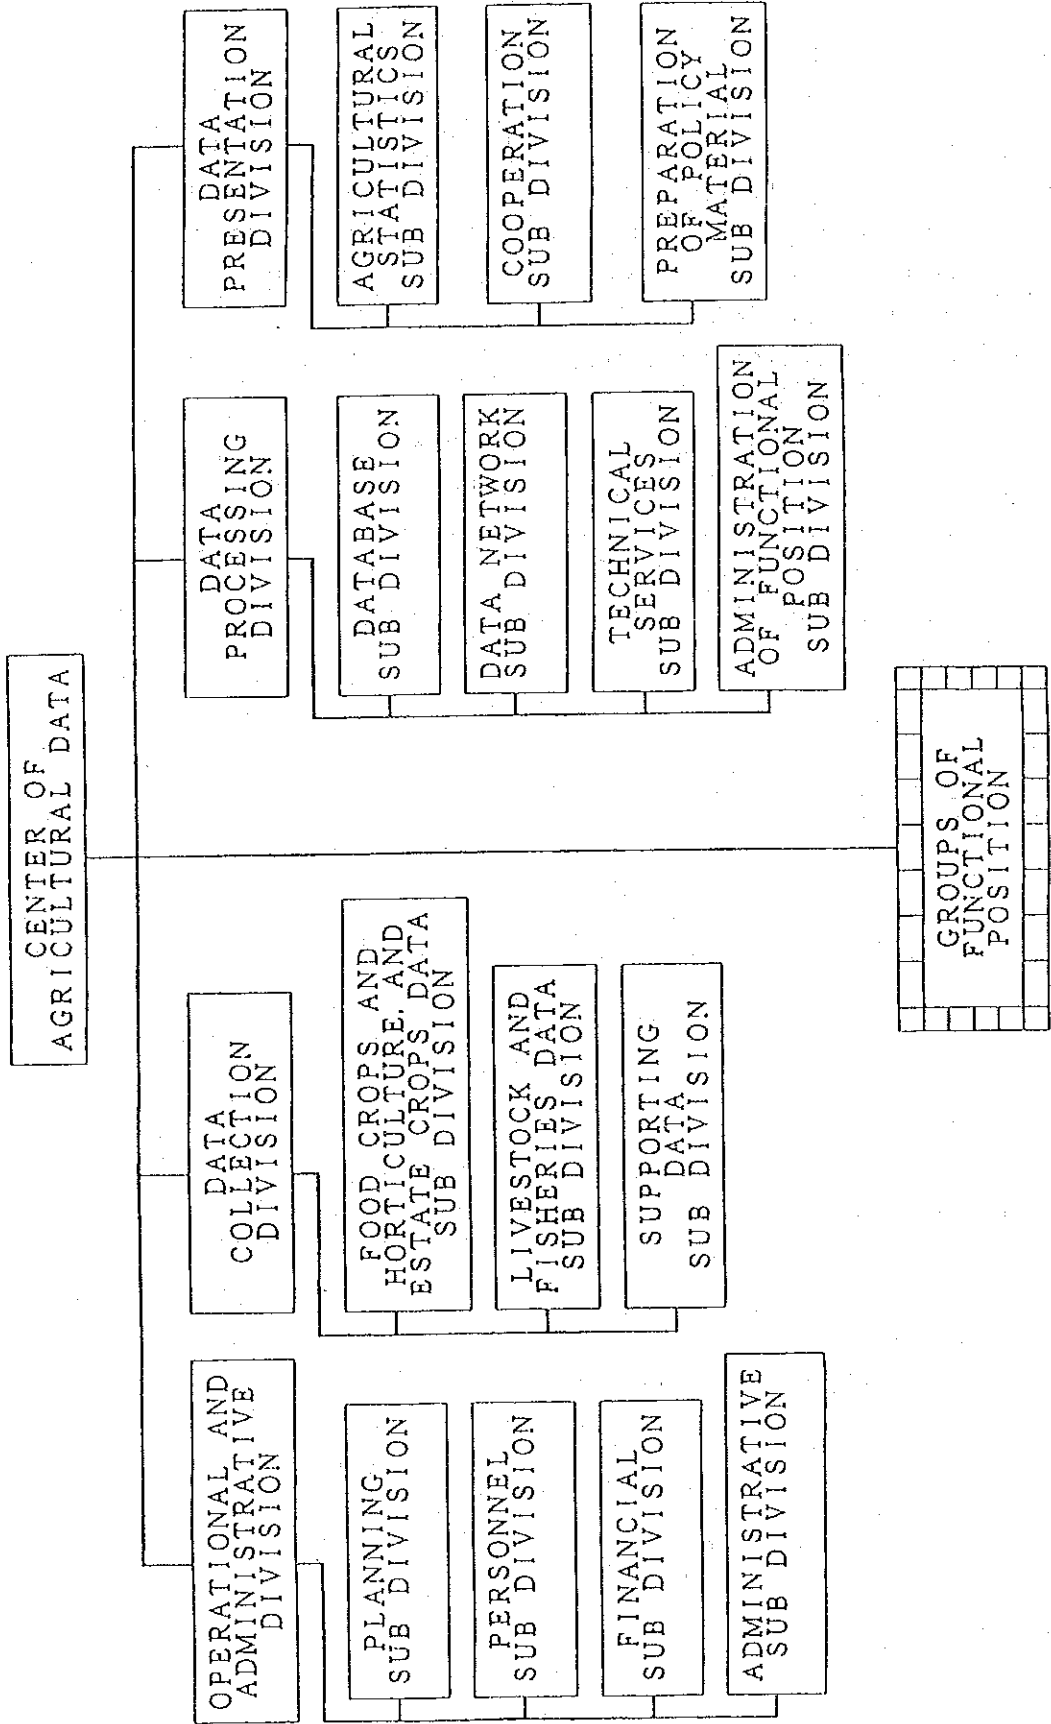 CENTER OF
AGRICULTURAL DATA
OPERATIONAL AND
ADMINISTRATIVE
DIVISION
PLANNING
SUB DIVISION
PERSONNEL
SUB DIVISION
FINANCIAL
SUB DIVISION
ADMINISTRATIVE
SUB DIVISION
DATA
COLLECTION
DIVISION
FOOD CROPS AND
HORTICULTURE. AND
ESTATE CROPS DATA
SUB DIVISION
LIVESTOCK AND
FISHERIES DATA
SUB DIVISION
SUPPORTING
DATA
SUB DIVISION
DATA
PROCESSING
DIVISION
DATABASE
SUB DIVISION
DATA NETWORK
SUB DIVISION
TECHNICAL
SERVICES
SUB DIVISION
ADMINISTRATION
OF FUNCTIONAL
POSITION
SUB DIVISION
DATA
PRESENTATION
DIVISION
AGRICULTURAL
STATISTICS
SUB DIVISION
COOPERATION
SUB DIVISION
PREPARATION
OF POLICY
MATERIAL
SUB DIVISION
GROUPS OF
FUNCTIONAL
POSITION